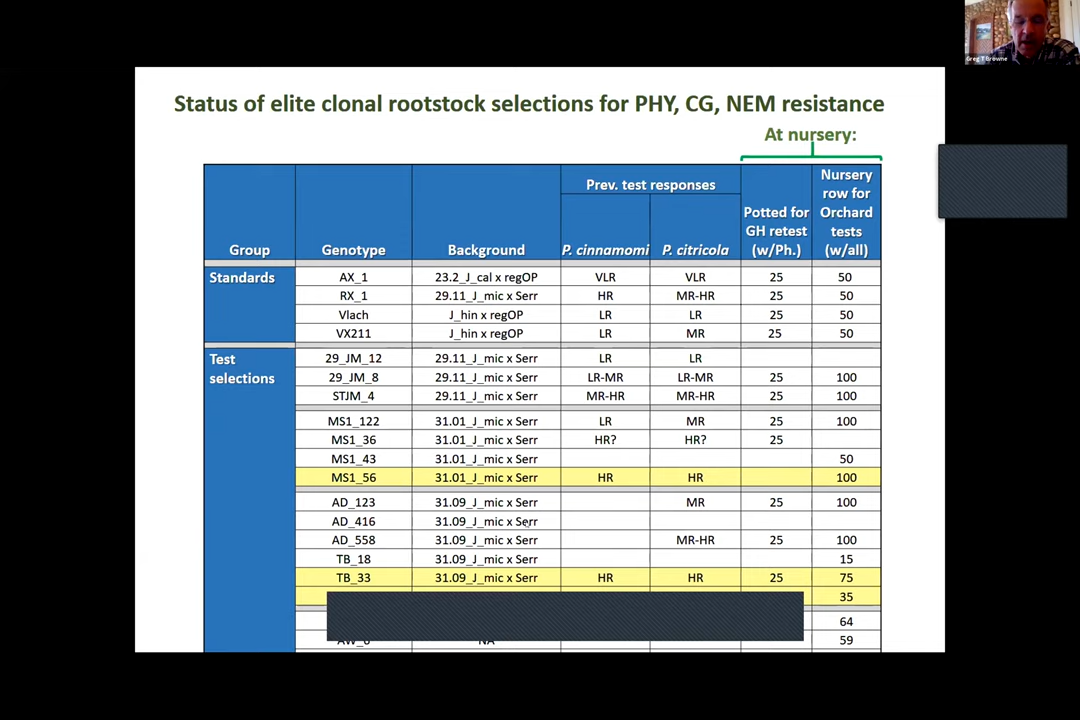 Greg T Browne
Status of elite clonal rootstock selections for PHY, CG, NEM resistance
At nursery:
Group Genotype Background Prev. test responses Potted for GH retest (w/Ph.) Nursery row for Orchard tests (w/all)
P. cinnamomi P. citricola
Standards AX_1 23.2_J_cal x regOP VLR VLR 25 50
RX_1 29.11_J_mic x Serr HR MR-HR 25 50
Vlach J_hin x regOP LR LR 25 50
VX211 J_hin x regOP LR MR 25 50
Test selections 29_JM_12 29.11_J_mic x Serr LR LR
29_JM_8 29.11_J_mic x Serr LR-MR LR-MR 25 100
STJM_4 29.11_J_mic x Serr MR-HR MR-HR 25 100
MS1_122 31.01_J_mic x Serr LR MR 25 100
MS1_36 31.01_J_mic x Serr HR? HR? 25
MS1_43 31.01_J_mic x Serr 50
MS1_56 31.01_J_mic x Serr HR HR 100
AD_123 31.09_J_mic x Serr MR 25 100
AD_416 31.09_J_mic x Serr
AD_558 31.09_J_mic x Serr MR-HR 25 100
TB_18 31.09_J_mic x Serr 15
TB_33 31.09_J_mic x Serr HR HR 25 75
35
64
59